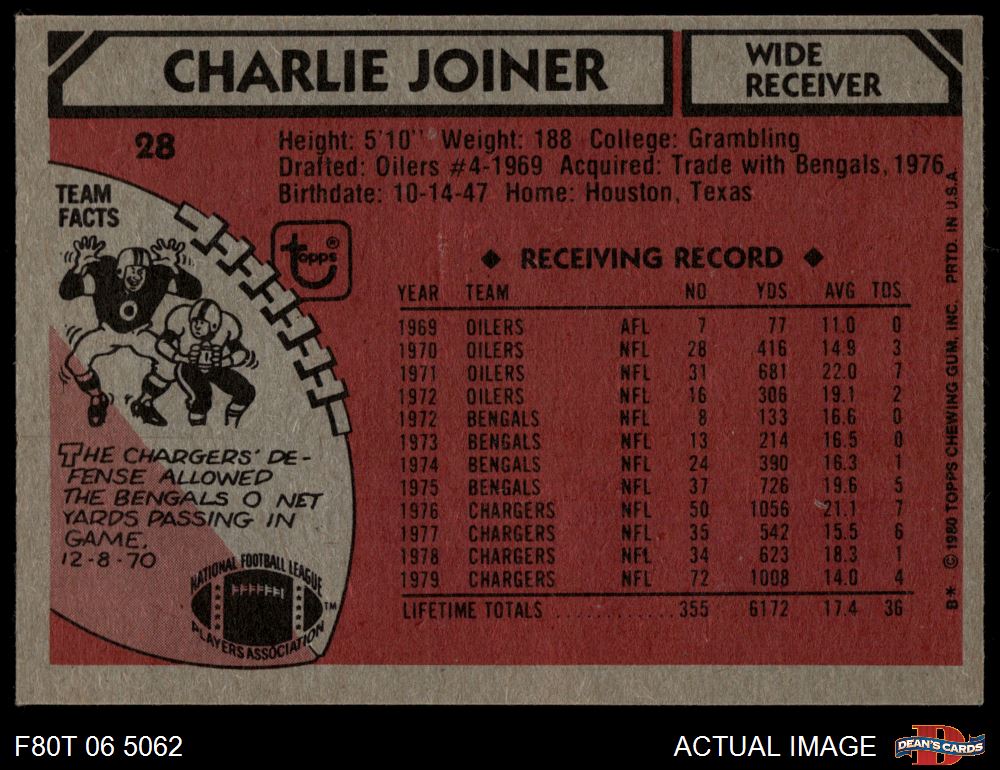 CHARLIE JOINER
WIDE
RECEIVER
28
Height: 5'10" Weight: 188 College: Grambling
Drafted: Oilers #4-1969 Acquired: Trade with Bengals, 1976
Birthdate: 10-14-47 Home: Houston, Texas
TEAM
FACTS
topps®
0
THE CHARGERS' DE-
FENSE ALLOWED
THE BENGALS 0 NET
YARDS PASSING IN
GAME.
12-8-70
NATIONAL FOOTBALL LEAGUE
PLAYERS ASSOCIATION
TM
◆ RECEIVING RECORD ◆
YEAR TEAM NO YDS AVG TDS
1969 OILERS AFL 7 77 11.0 0
1970 OILERS NFL 28 416 14.9 3
1971 OILERS NFL 31 681 22.0 7
1972 OILERS NFL 16 306 19.1 2
1972 BENGALS NFL 8 133 16.6 0
1973 BENGALS NFL 13 214 16.5 0
1974 BENGALS NFL 24 390 16.3 1
1975 BENGALS NFL 37 726 19.6 5
1976 CHARGERS NFL 50 1056 21.1 7
1977 CHARGERS NFL 35 542 15.5 6
1978 CHARGERS NFL 34 623 18.3 1
1979 CHARGERS NFL 72 1008 14.0 4
LIFETIME TOTALS ............ 355 6172 17.4 36
B* © 1980 TOPPS CHEWING GUM, INC. PRTD. IN U.S.A.
F80T 06 5062
ACTUAL IMAGE
DEAN'S CARDS